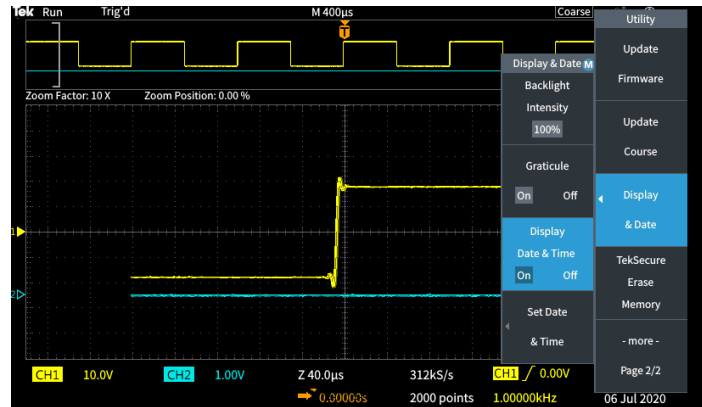 Tek Run Trig'd M 400µs Coarse
Zoom Factor: 10 X Zoom Position: 0.00 %
1
2
CH1 10.0V CH2 1.00V Z 40.0µs 312kS/s CH1 0.00V
0.00000s 2000 points 1.00000kHz 06 Jul 2020
Display & Date M
Backlight
Intensity
100%
Graticule
On Off
Display
Date & Time
On Off
Set Date
& Time
Utility
Update
Firmware
Update
Course
Display
& Date
TekSecure
Erase
Memory
- more -
Page 2/2